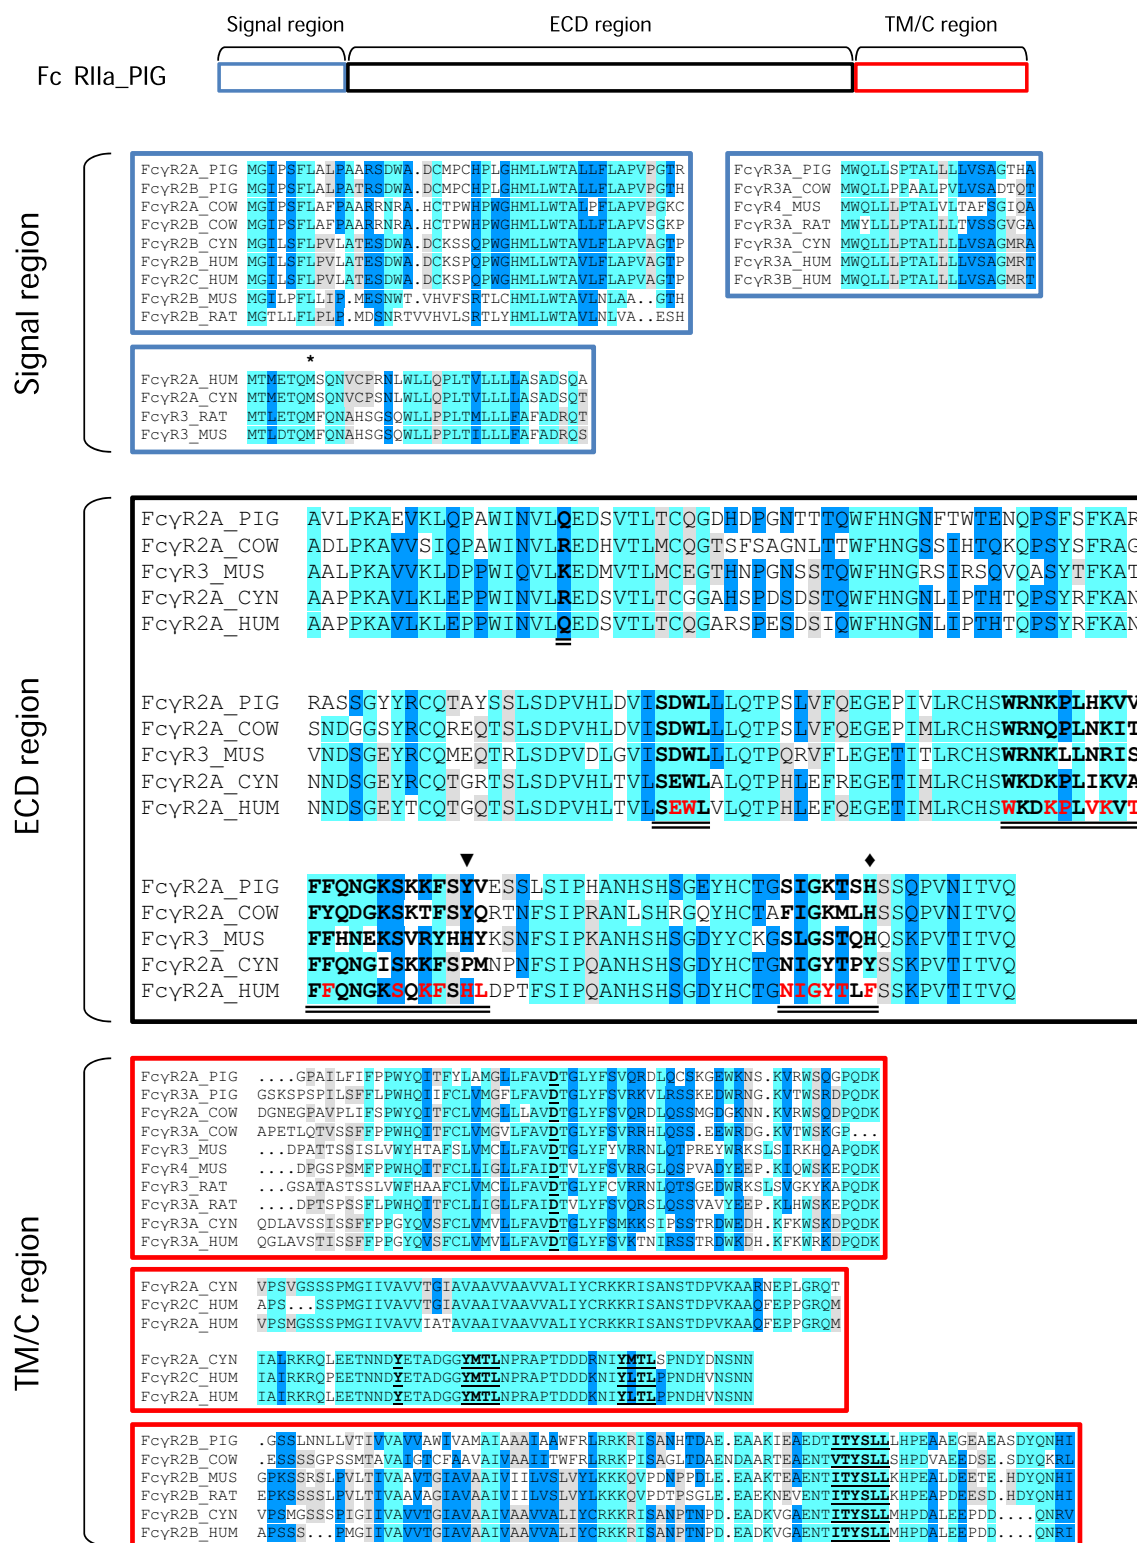 Signal region ECD region TM/C region
Fc RIIa_PIG
Signal region
FcγR2A_PIG MGIPSFLALPAARSDWA.DCMPCHPLGHMLLWTALLFLAPVPGTR
FcγR2B_PIG MGIPSFLALPATRSDWA.DCMPCHPLGHMLLWTALLFLAPVPGTH
FcγR2A_COW MGIPSFLAFPAARRNRA.HCTPWHPWGHMLLWTALPFLAPVPGKC
FcγR2B_COW MGIPSFLAFPAARRNRA.HCTPWHPWGHMLLWTALLFLAPVSGKP
FcγR2B_CYN MGILSFLPVLATESDWA.DCKSSQPWGHMLLWTAVLFLAPVAGTP
FcγR2B_HUM MGILSFLPVLATESDWA.DCKSPQPWGHMLLWTAVLFLAPVAGTP
FcγR2C_HUM MGILSFLPVLATESDWA.DCKSPQPWGHMLLWTAVLFLAPVAGTP
FcγR2B_MUS MGILPFLLIP.MESNWT.VHVFSRTLCHMLLWTAVLNLAA..GTH
FcγR2B_RAT MGTLLFLPLP.MDSNRTVVHVLSRTLYHMLLWTAVLNLVA..ESH
FcγR3A_PIG MWQLLSPTALLLLVSAGTHA
FcγR3A_COW MWQLLPPAALPVLVSADTQT
FcγR4_MUS MWQLLLPTALVLTAFSGIQA
FcγR3A_RAT MWYLLLPTALLLTVSSGVGA
FcγR3A_CYN MWQLLLPTALLLLVSAGMRA
FcγR3A_HUM MWQLLLPTALLLLVSAGMRT
FcγR3B_HUM MWQLLLPTALLLLVSAGMRT
*
FcγR2A_HUM MTMETQMSQNVCPRNLWLLQPLTVLLLLASADSQA
FcγR2A_CYN MTMETQMSQNVCPSNLWLLQPLTVLLLLASADSQT
FcγR3_RAT MTLETQMFQNAHSGSQWLLPPLTMLLLFAFADRQT
FcγR3_MUS MTLDTQMFQNAHSGSQWLLPPLTILLLFAFADRQS
ECD region
FcγR2A_PIG AVLPKAEVKLQPAWINVLQEDSVTLTCQGDHDPGNTTTQWFHNGNFTWTENQPSFSFKAR
FcγR2A_COW ADLPKAVVSIQPAWINVLREDHVTLMCQGTSFSAGNLTTWFHNGSSIHTQKQPSYSFRAG
FcγR3_MUS AALPKAVVKLDPPWIQVLKEDMVTLMCEGTHNPGNSSTQWFHNGRSIRSQVQASYTFKAT
FcγR2A_CYN AAPPKAVLKLEPPWINVLREDSVTLTCGGAHSPDSDSTQWFHNGNLIPTHTQPSYRFKAN
FcγR2A_HUM AAPPKAVLKLEPPWINVLQEDSVTLTCQGARSPESDSIQWFHNGNLIPTHTQPSYRFKAN
FcγR2A_PIG RASSGYYRCQTAYSSLSDPVHLDVISDWLLLQTPSLVFQEGEPIVLRCHSWRNKPLHKVV
FcγR2A_COW SNDGGSYRCQREQTSLSDPVHLDVISDWLLLQTPSLVFQEGEPIMLRCHSWRNQPLNKIT
FcγR3_MUS VNDSGEYRCQMEQTRLSDPVDLGVISDWLLLQTPQRVFLEGETITLRCHSWRNKLLNRIS
FcγR2A_CYN NNDSGEYRCQTGRTSLSDPVHLTVLSEWLALQTPHLEFREGETIMLRCHSWKDKPLIKVA
FcγR2A_HUM NNDSGEYTCQTGQTSLSDPVHLTVLSEWLVLQTPHLEFQEGETIMLRCHSWKDKPLVKVT
▼ ♦
FcγR2A_PIG FFQNGKSKKFSYVESSLSIPHANHSHSGEYHCTGSIGKTSHSSQPVNITVQ
FcγR2A_COW FYQDGKSKTFSYQRTNFSIPRANLSHRGQYHCTAFIGKMLHSSQPVNITVQ
FcγR3_MUS FFHNEKSVRYHHYKSNFSIPKANHSHSGDYYCKGSLGSTQHQSKPVTITVQ
FcγR2A_CYN FFQNGISKKFSPMNPNFSIPQANHSHSGDYHCTGNIGYTPYSSKPVTITVQ
FcγR2A_HUM FFQNGKSQKFSHLDPTFSIPQANHSHSGDYHCTGNIGYTLFSSKPVTITVQ
TM/C region
FcγR2A_PIG ....GPAILFIFPPWYQITFYLAMGLLFAVDTGLYFSVQRDLQCSKGEWKNS.KVRWSQGPQDK
FcγR3A_PIG GSKSPSPILSFFLPWHQIIFCLVMGFLFAVDTGLYFSVRKVLRSSKEDWRNG.KVTWSRDPQDK
FcγR2A_COW DGNEGPAVPLIFSPWYQITFCLVMGLLLAVDTGLYFSVQRDLQSSMGDGKNN.KVRWSQDPQDK
FcγR3A_COW APETLQTVSSFFPPWHQITFCLVMGVLFAVDTGLYFSVRRHLQSS.EEWRDG.KVTWSKGP...
FcγR3_MUS ...DPATTSSISLVWYHTAFSLVMCLLFAVDTGLYFYVRRNLQTPREYWRKSLSIRKHQAPQDK
FcγR4_MUS ....DPGSPSMFPPWHQITFCLLIGLLFAIDTVLYFSVRRGLQSPVADYEEP.KIQWSKEPQDK
FcγR3_RAT ...GSATASTSSLVWFHAAFCLVMCLLFAVDTGLYFCVRRNLQTSGEDWRKSLSVGKYKAPQDK
FcγR3A_RAT ....DPTSPSSFLPWHQITFCLLIGLLFAIDTVLYFSVQRSLQSSVAVYEEP.KLHWSKEPQDK
FcγR3A_CYN QDLAVSSISSFFPPGYQVSFCLVMVLLFAVDTGLYFSMKKSIPSSTRDWEDH.KFKWSKDPQDK
FcγR3A_HUM QGLAVSTISSFFPPGYQVSFCLVMVLLFAVDTGLYFSVKTNIRSSTRDWKDH.KFKWRKDPQDK
FcγR2A_CYN VPSVGSSSPMGIIVAVVTGIAVAAVVAAVVALIYCRKKRISANSTDPVKAARNEPLGRQT
FcγR2C_HUM APS...SSPMGIIVAVVTGIAVAAIVAAVVALIYCRKKRISANSTDPVKAAQFEPPGRQM
FcγR2A_HUM VPSMGSSSPMGIIVAVVIATAVAAIVAAVVALIYCRKKRISANSTDPVKAAQFEPPGRQM
FcγR2A_CYN IALRKRQLEETNNDYETADGGYMTLNPRAPTDDDRNIYMTLSPNDYDNSNN
FcγR2C_HUM IAIRKRQPEETNNDYETADGGYMTLNPRAPTDDDKNIYLTLPPNDHVNSNN
FcγR2A_HUM IAIRKRQLEETNNDYETADGGYMTLNPRAPTDDDKNIYLTLPPNDHVNSNN
FcγR2B_PIG .GSSLNNLLVTIVVAVVAWIVAMAIAAAIAAWFRLRRKRISANHTDAE.EAAKIEAEDTITYSLLLHPEAAEGEAEASDYQNHI
FcγR2B_COW .ESSSSGPSSMTAVAIGTCFAAVAIVAAIITWFRLRRKPISAGLTDAENDAARTEAENTVTYSLLSHPDVAEEDSE.SDYQKRL
FcγR2B_MUS GPKSSRSLPVLTIVAAVTGIAVAAIVIILVSLVYLKKKQVPDNPPDLE.EAAKTEAENTITYSLLKHPEALDEETE.HDYQNHI
FcγR2B_RAT EPKSSSSLPVLTIVAAVAGIAVAAIVIILVSLVYLKKKQVPDTPSGLE.EAEKNEVENTITYSLLKHPEAPDEESD.HDYQNHI
FcγR2B_CYN VPSMGSSSPIGIIVAVVTGIAVAAIVAAVVALIYCRKKRISANPTNPD.EADKVGAENTITYSLLMHPDALEEPDD....QNRV
FcγR2B_HUM APSSS...PMGIIVAVVTGIAVAAIVAAVVALIYCRKKRISANPTNPD.EADKVGAENTITYSLLMHPDALEEPDD....QNRI